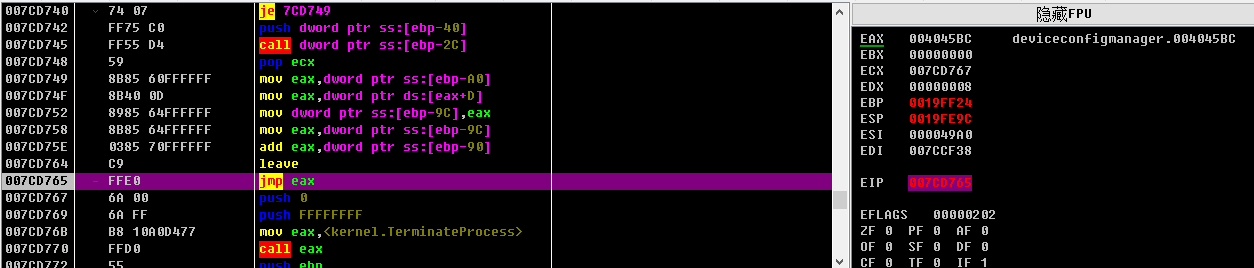 007CD740 74 07 je 7CD749
007CD742 FF75 C0 push dword ptr ss:[ebp-40]
007CD745 FF55 D4 call dword ptr ss:[ebp-2C]
007CD748 59 pop ecx
007CD749 8B85 60FFFFFF mov eax,dword ptr ss:[ebp-A0]
007CD74F 8B40 0D mov eax,dword ptr ds:[eax+D]
007CD752 8985 64FFFFFF mov dword ptr ss:[ebp-9C],eax
007CD758 8B85 64FFFFFF mov eax,dword ptr ss:[ebp-9C]
007CD75E 0385 70FFFFFF add eax,dword ptr ss:[ebp-90]
007CD764 C9 leave
007CD765 FFE0 jmp eax
007CD767 6A 00 push 0
007CD769 6A FF push FFFFFFFF
007CD76B B8 10A0D477 mov eax,<kernel.TerminateProcess>
007CD770 FFD0 call eax
007CD772 55 push ebp
隐藏FPU
EAX 004045BC deviceconfigmanager.004045BC
EBX 00000000
ECX 007CD767
EDX 00000008
EBP 0019FF24
ESP 0019FE9C
ESI 000049A0
EDI 007CCF38
EIP 007CD765
EFLAGS 00000202
ZF 0 PF 0 AF 0
OF 0 SF 0 DF 0
CF 0 TF 0 IF 1